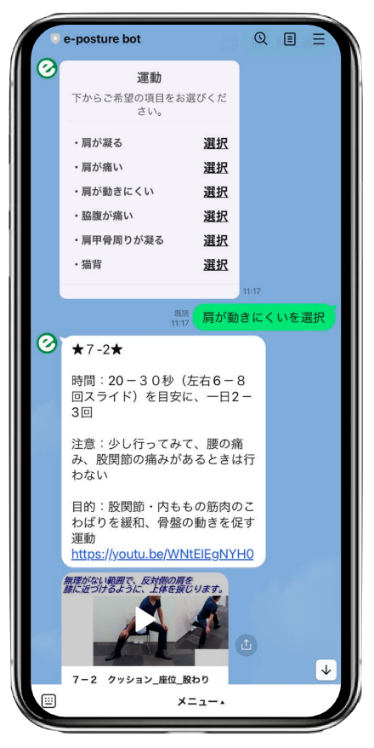 e-posture bot
運動
下からご希望の項目をお選びくだ
さい。
・肩が凝る 選択
・肩が痛い 選択
・肩が動きにくい 選択
・脇腹が痛い 選択
・肩甲骨周りが凝る 選択
・猫背 選択
11:17
既読
11:17
肩が動きにくいを選択
★７-2★
時間：20－３0秒（左右６－８
回スライド）を目安に、一日2－
3回
注意：少し行ってみて、腰の痛
み、股関節の痛みがあるときは行
わない
目的：股関節・内ももの筋肉のこ
わばりを緩和、骨盤の動きを促す
運動
https://youtu.be/WNtElEgNYH0
無理がない範囲で、反対側の肩を
膝に近づけるように、上体を捩じります。
７−２ クッション_座位_股わり
メニュー▲